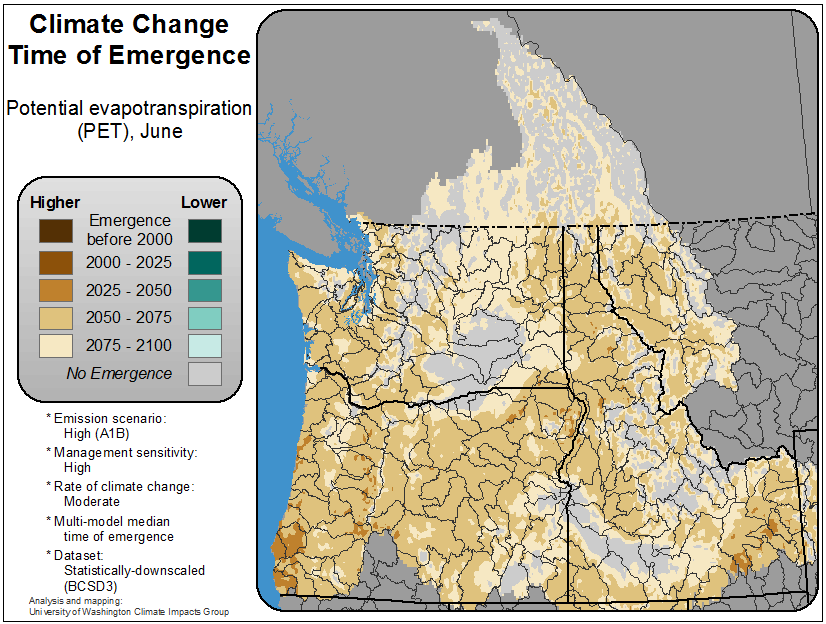 Climate Change
Time of Emergence
Potential evapotranspiration
(PET), June
Higher Lower
Emergence
before 2000
2000 - 2025
2025 - 2050
2050 - 2075
2075 - 2100
No Emergence
* Emission scenario:
High (A1B)
* Management sensitivity:
High
* Rate of climate change:
Moderate
* Multi-model median
time of emergence
* Dataset:
Statistically-downscaled
(BCSD3)
Analysis and mapping:
University of Washington Climate Impacts Group